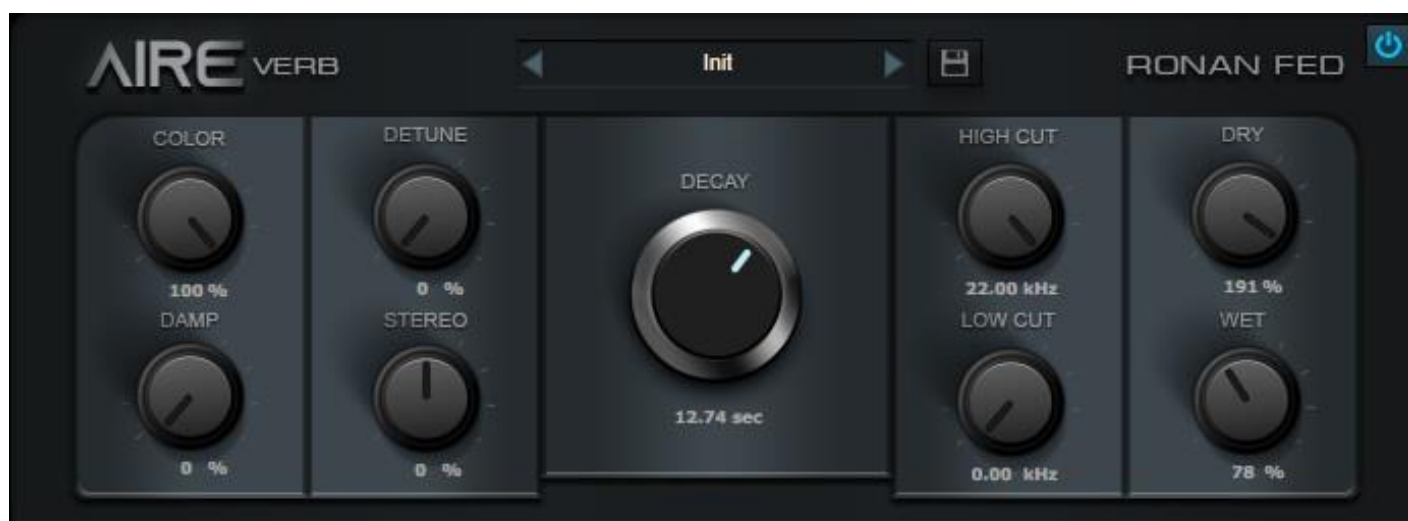 AIRE VERB
Init
RONAN FED
COLOR
100 %
DAMP
0 %
DETUNE
0 %
STEREO
0 %
DECAY
12.74 sec
HIGH CUT
22.00 kHz
LOW CUT
0.00 kHz
DRY
191 %
WET
78 %